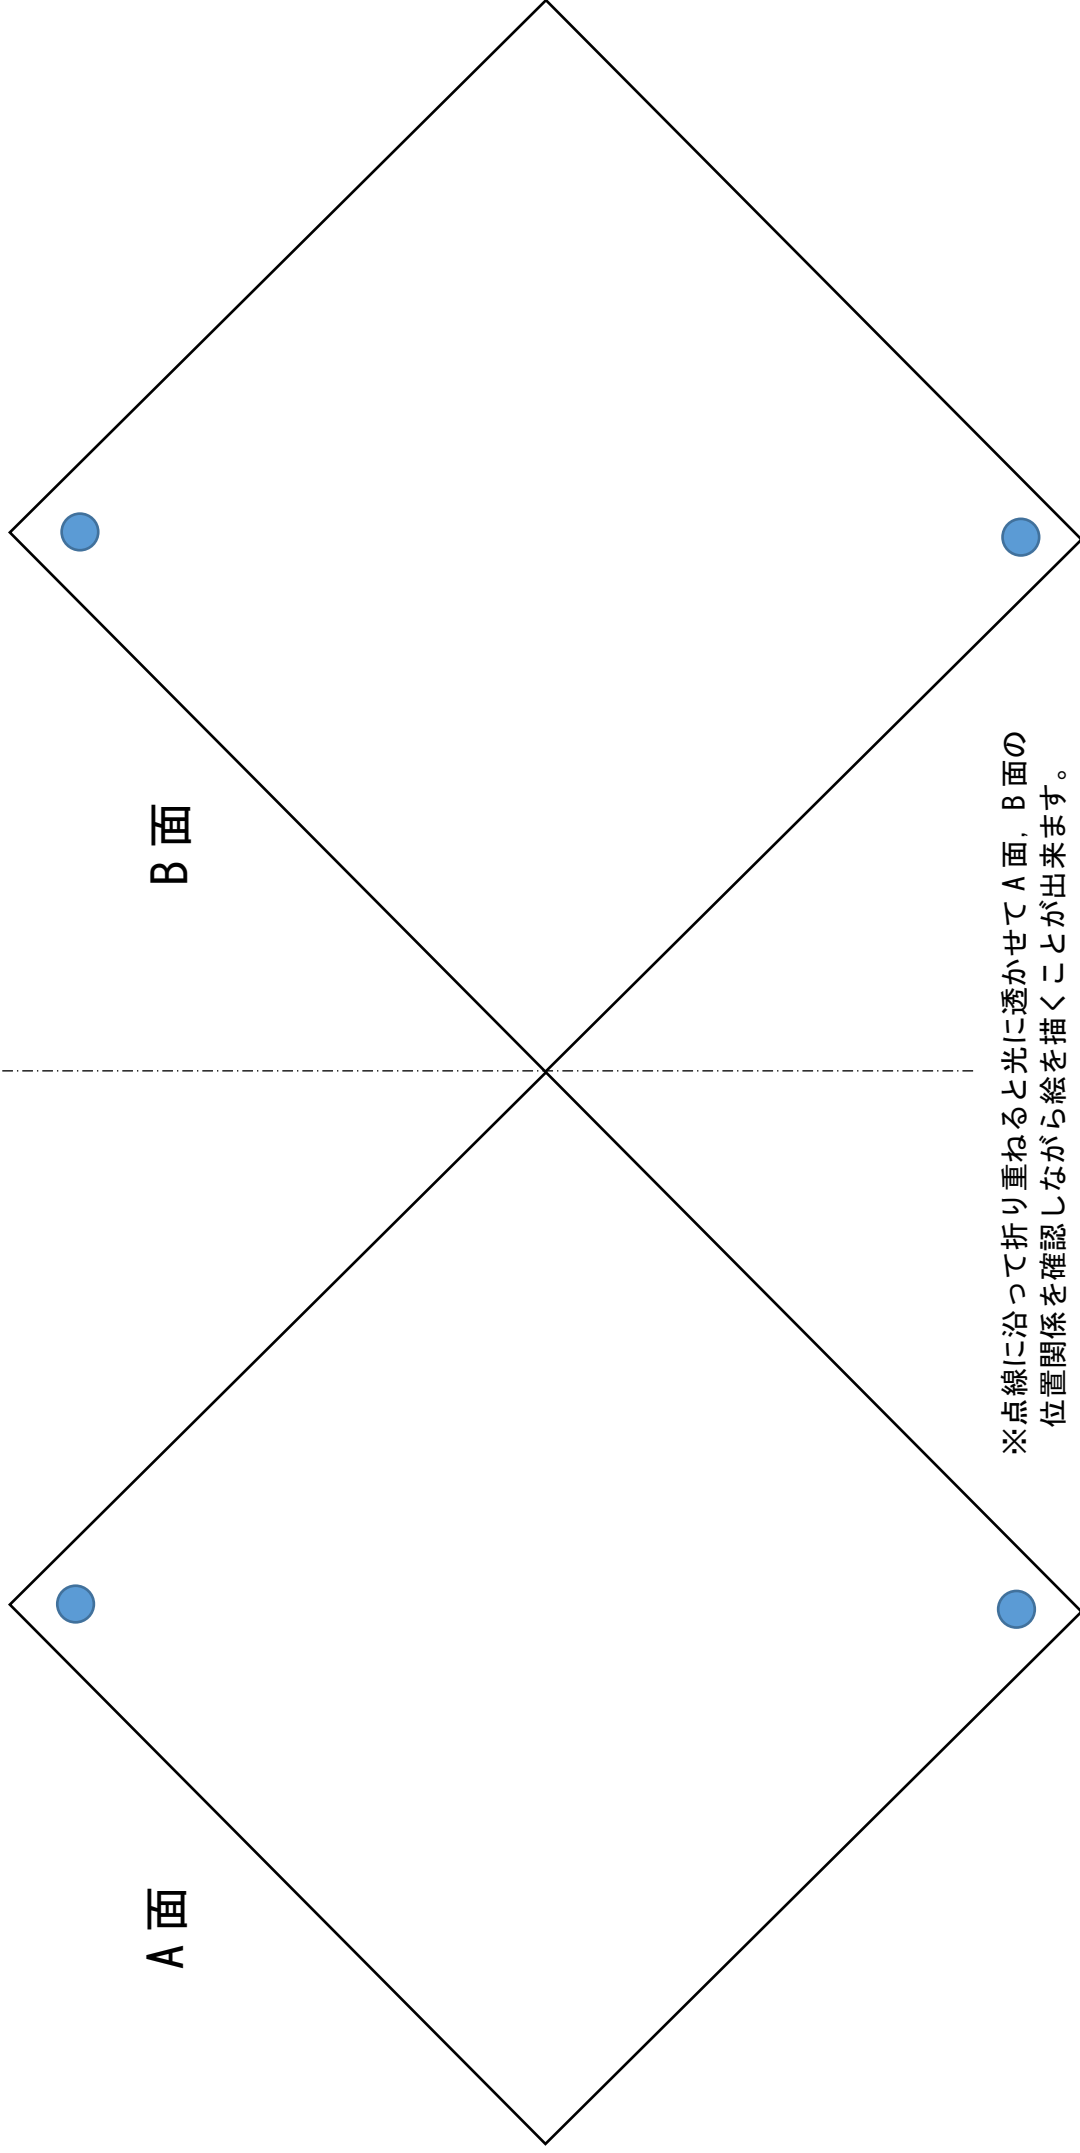 A面
B面
※点線に沿って折り重ねると光に透かせてA面，B面の
位置関係を確認しながら絵を描くことが出来ます。